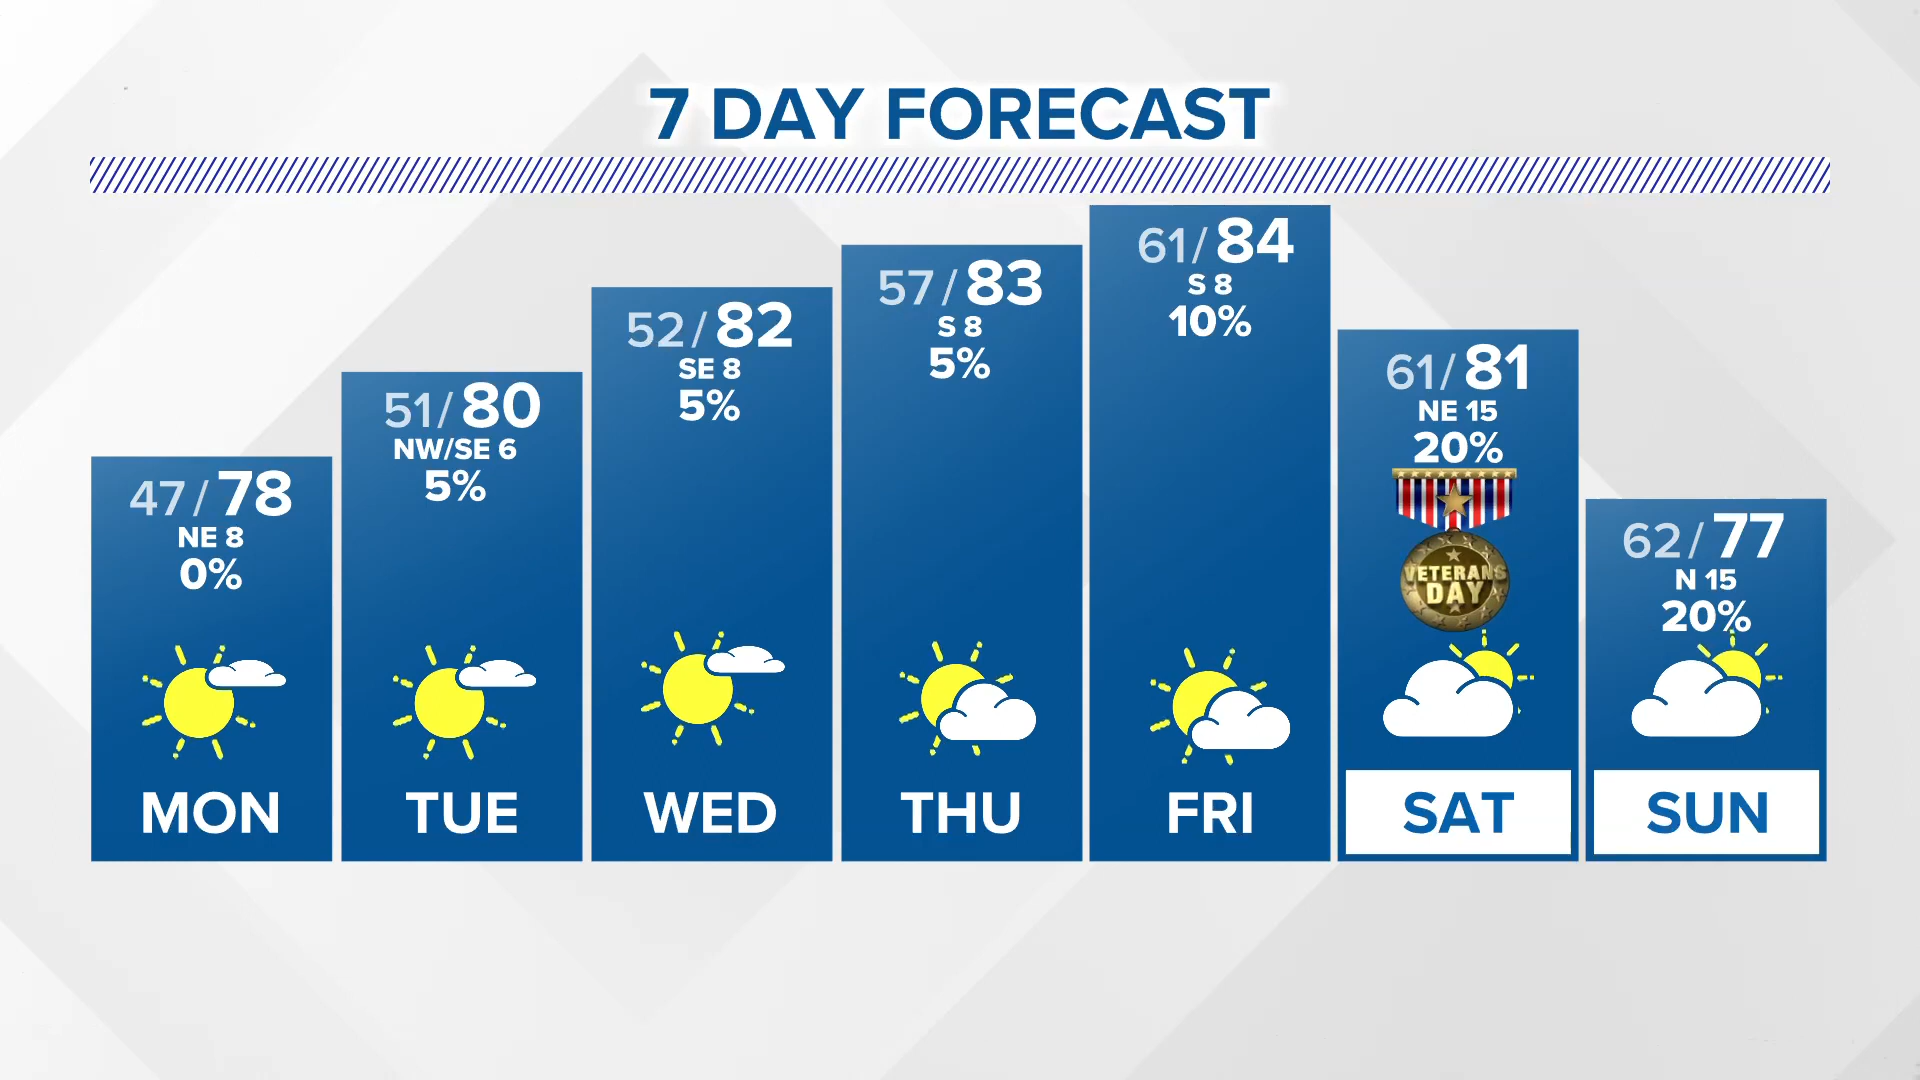 7 DAY FORECAST
47/78
NE 8
0%
MON
51/80
NW/SE 6
5%
TUE
52/82
SE 8
5%
WED
57/83
S 8
5%
THU
61/84
S 8
10%
FRI
61/81
NE 15
20%
VETERANS
DAY
SAT
62/77
N 15
20%
SUN